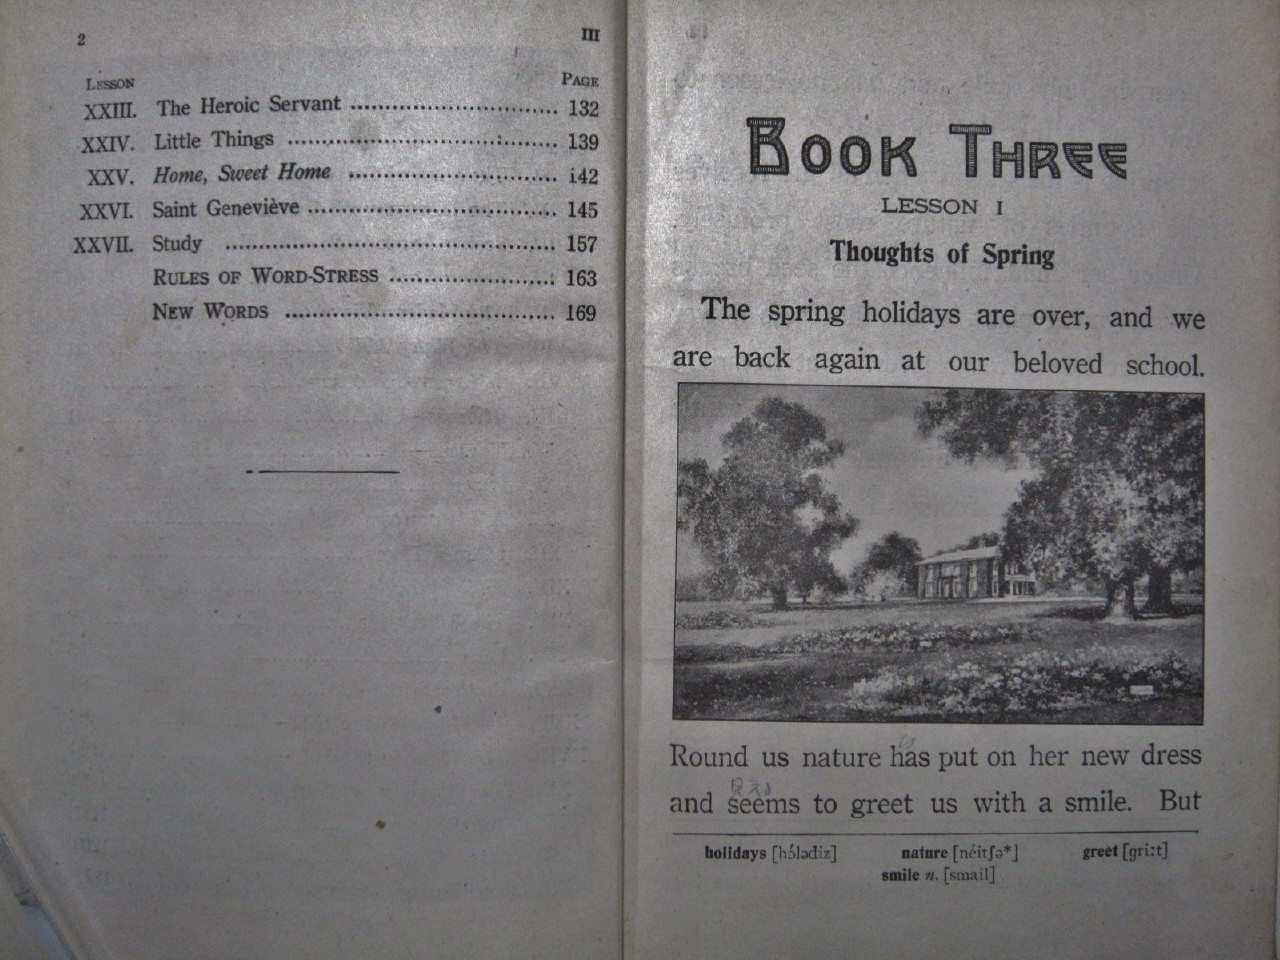 2 III
LESSON PAGE
XXIII. The Heroic Servant 132
XXIV. Little Things 139
XXV. Home, Sweet Home 142
XXVI. Saint Geneviève 145
XXVII. Study 157
RULES OF WORD-STRESS 163
NEW WORDS 169
BOOK THREE
LESSON I
Thoughts of Spring
The spring holidays are over, and we
are back again at our beloved school.
Round us nature has put on her new dress
and seems to greet us with a smile. But
holidays [hɔ́lədiz] nature [néitʃə*] greet [gri:t]
smile n. [smail]